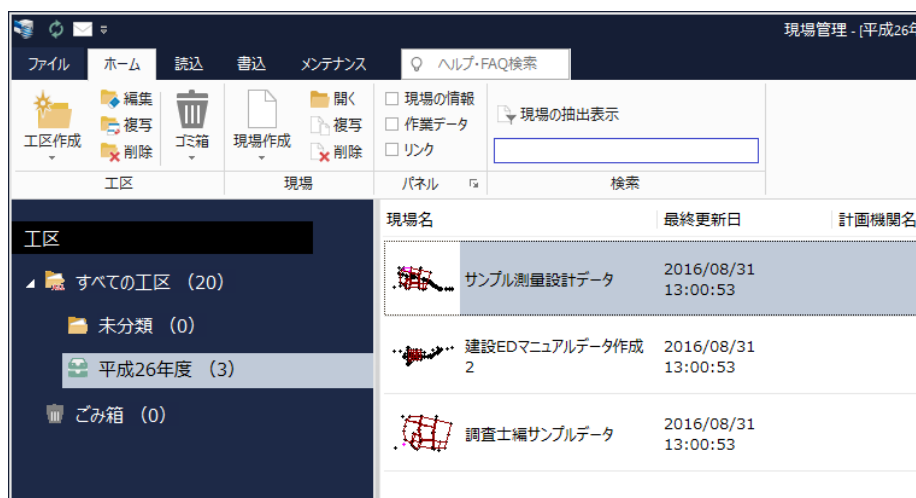 現場管理 - [平成26年
ファイル ホーム 読込 書込 メンテナンス ヘルプ・FAQ検索
工区作成 編集 複写 削除 ゴミ箱 現場作成 開く 複写 削除
現場の情報
作業データ
リンク
現場の抽出表示
工区 現場 パネル 検索
工区
現場名 最終更新日 計画機関名
すべての工区 (20)
未分類 (0)
平成26年度 (3)
ごみ箱 (0)
サンプル測量設計データ 2016/08/31
13:00:53
建設EDマニュアルデータ作成 2016/08/31
2 13:00:53
調査士編サンプルデータ 2016/08/31
13:00:53